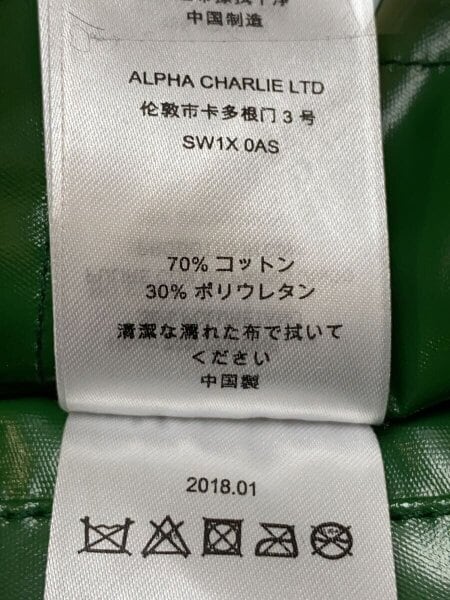 中国制造
ALPHA CHARLIE LTD
伦敦市卡多根门 3 号
SW1X 0AS
70% コットン
30% ポリウレタン
清潔な濡れた布で拭いて
ください
中国製
2018.01